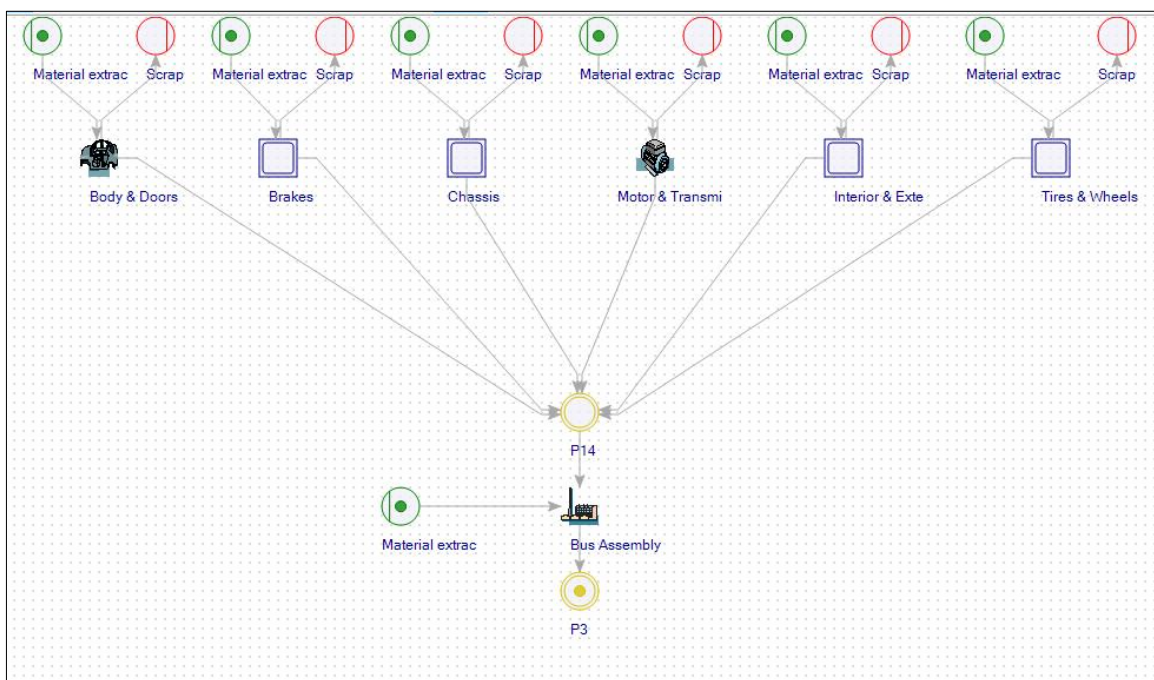 Material extrac Scrap Material extrac Scrap Material extrac Scrap Material extrac Scrap Material extrac Scrap Material extrac Scrap
Body & Doors Brakes Chassis Motor & Transmi Interior & Exte Tires & Wheels
P14
Material extrac Bus Assembly
P3